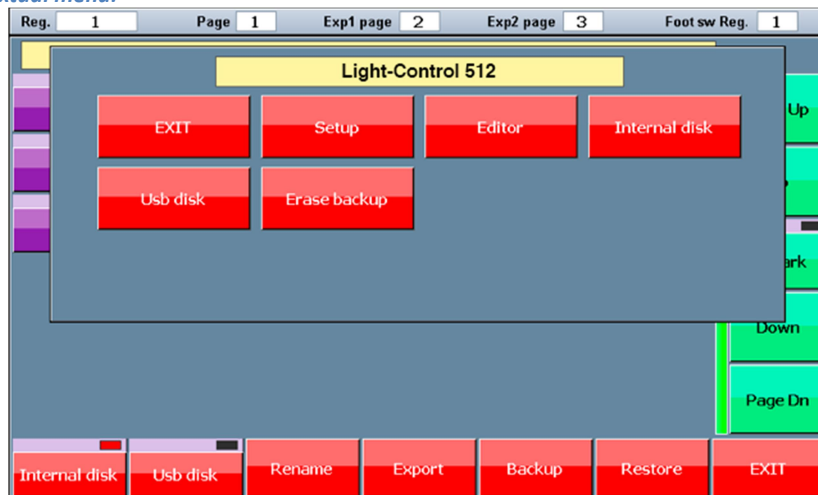 Reg. 1 Page 1 Exp1 page 2 Exp2 page 3 Foot sw Reg. 1
Light-Control 512
EXIT Setup Editor Internal disk
Up
Usb disk Erase backup
Down
Page Dn
Internal disk Usb disk Rename Export Backup Restore EXIT